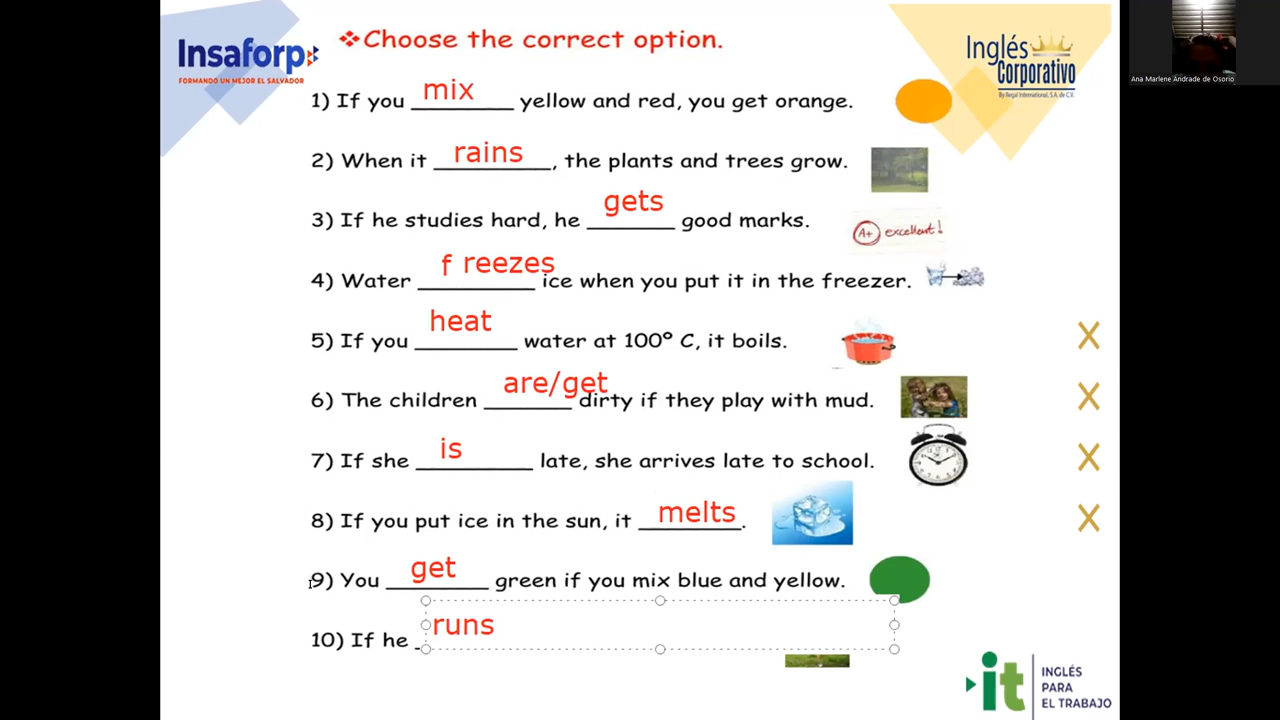 Insaforp
FORMANDO UN MEJOR EL SALVADOR
❖Choose the correct option.
Inglés
Corporativo
By Regal International, S.A. de C.V.
Ana Marlene Andrade de Osorio
1) If you mix yellow and red, you get orange.
2) When it rains, the plants and trees grow.
3) If he studies hard, he gets good marks.
A+ excellent!
4) Water f reezes ice when you put it in the freezer.
5) If you heat water at 100º C, it boils.
X
6) The children are/get dirty if they play with mud.
X
7) If she is late, she arrives late to school.
X
8) If you put ice in the sun, it melts.
X
9) You get green if you mix blue and yellow.
10) If he runs
it
INGLÉS
PARA
EL TRABAJO